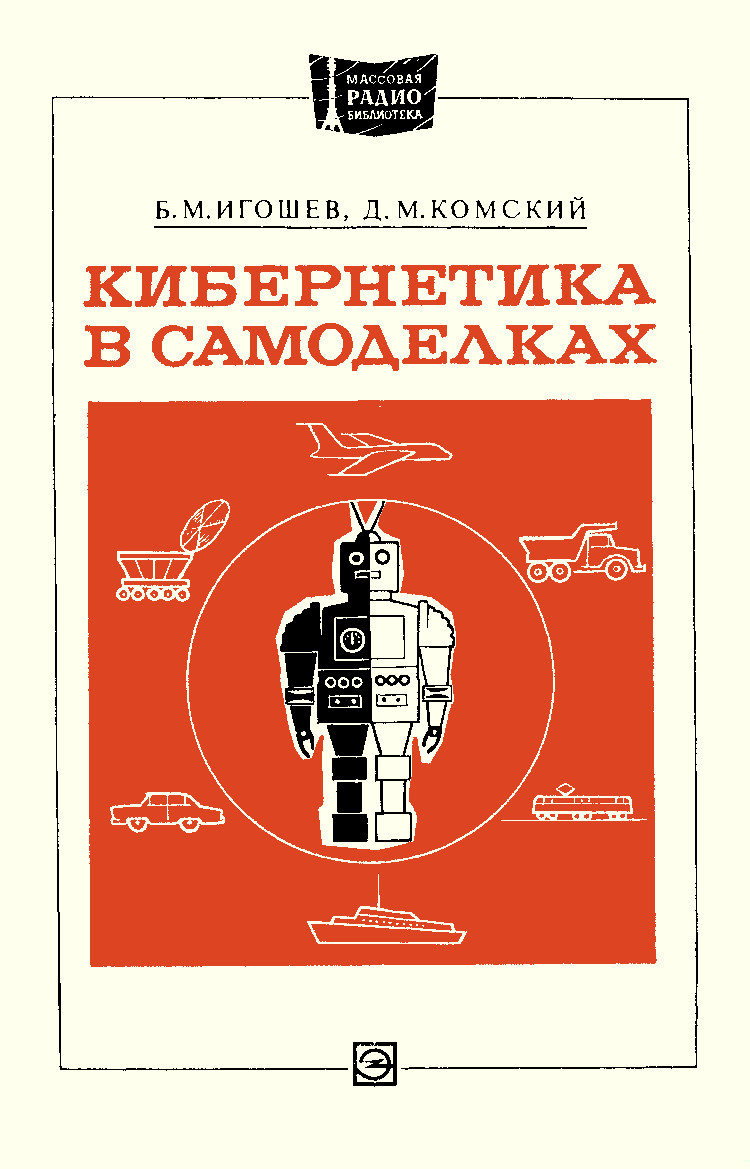 МАССОВАЯ
РАДИО
БИБЛИОТЕКА
Б.М.ИГОШЕВ, Д.М.КОМСКИЙ
КИБЕРНЕТИКА
В САМОДЕЛКАХ